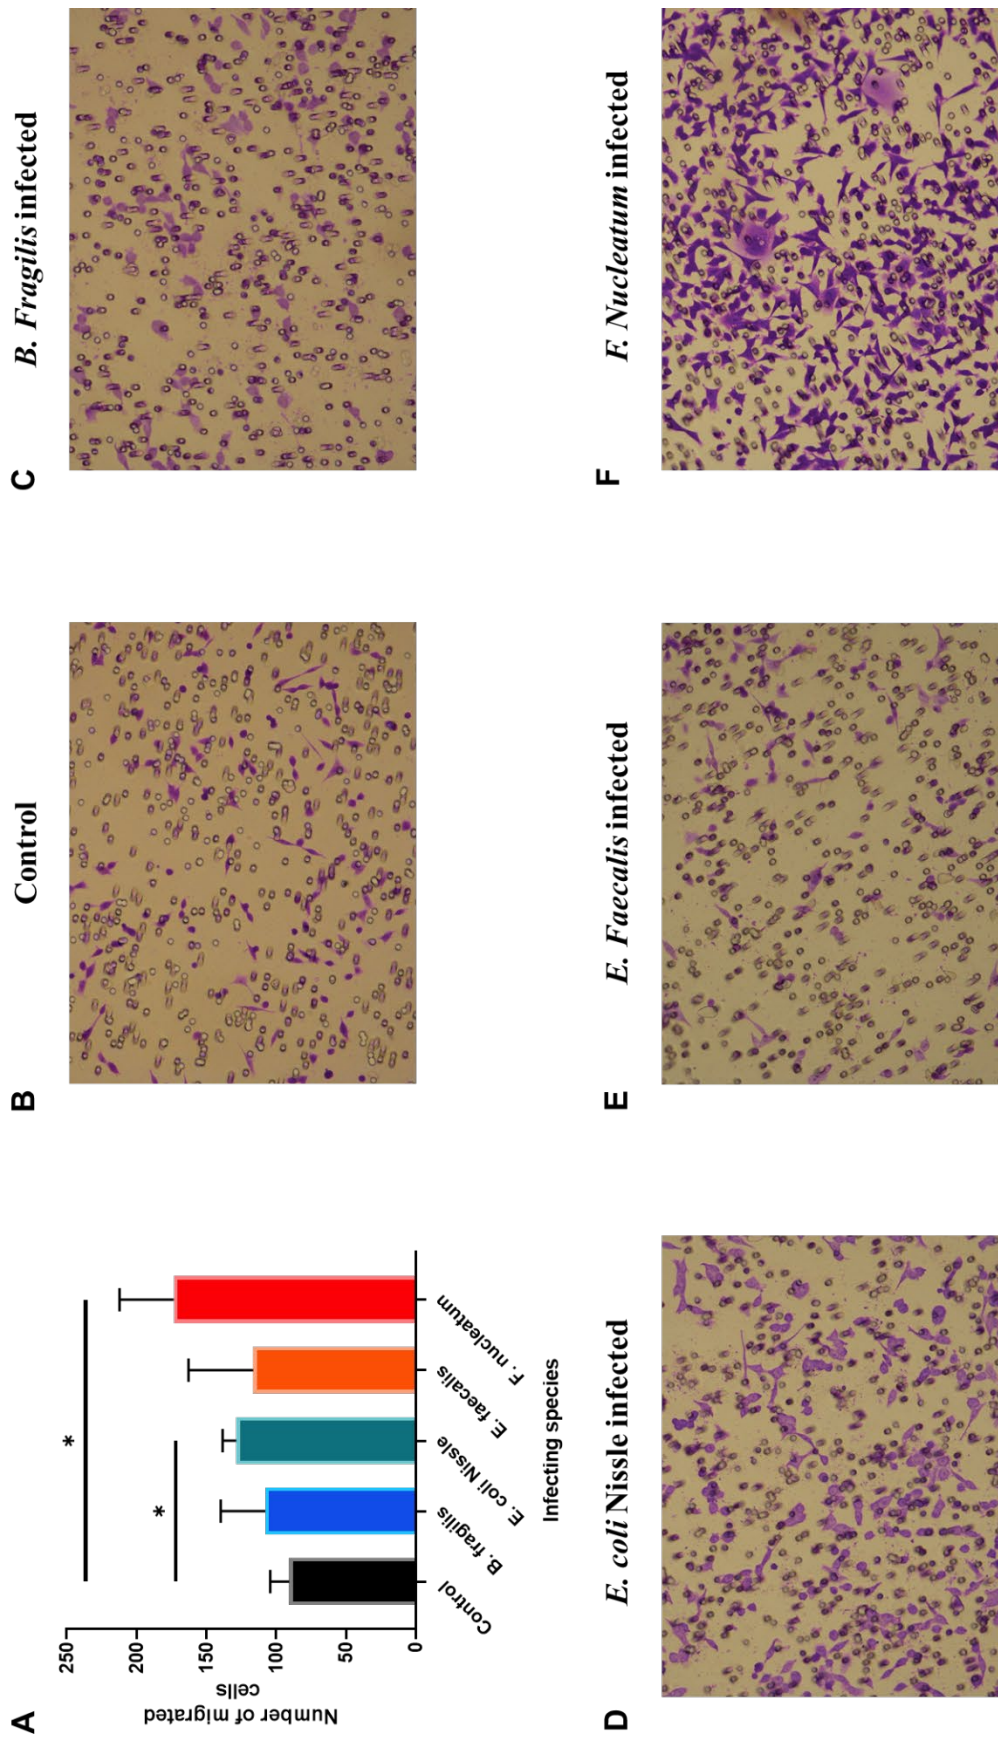 A
Number of migrated
cells
250
200
150
100
50
0
*
*
Control
B. fragilis
E. coli Nissle
E. faecalis
F. nucleatum
Infecting species
B
Control
C
B. Fragilis infected
D
E. coli Nissle infected
E
E. Faecalis infected
F
F. Nucleatum infected